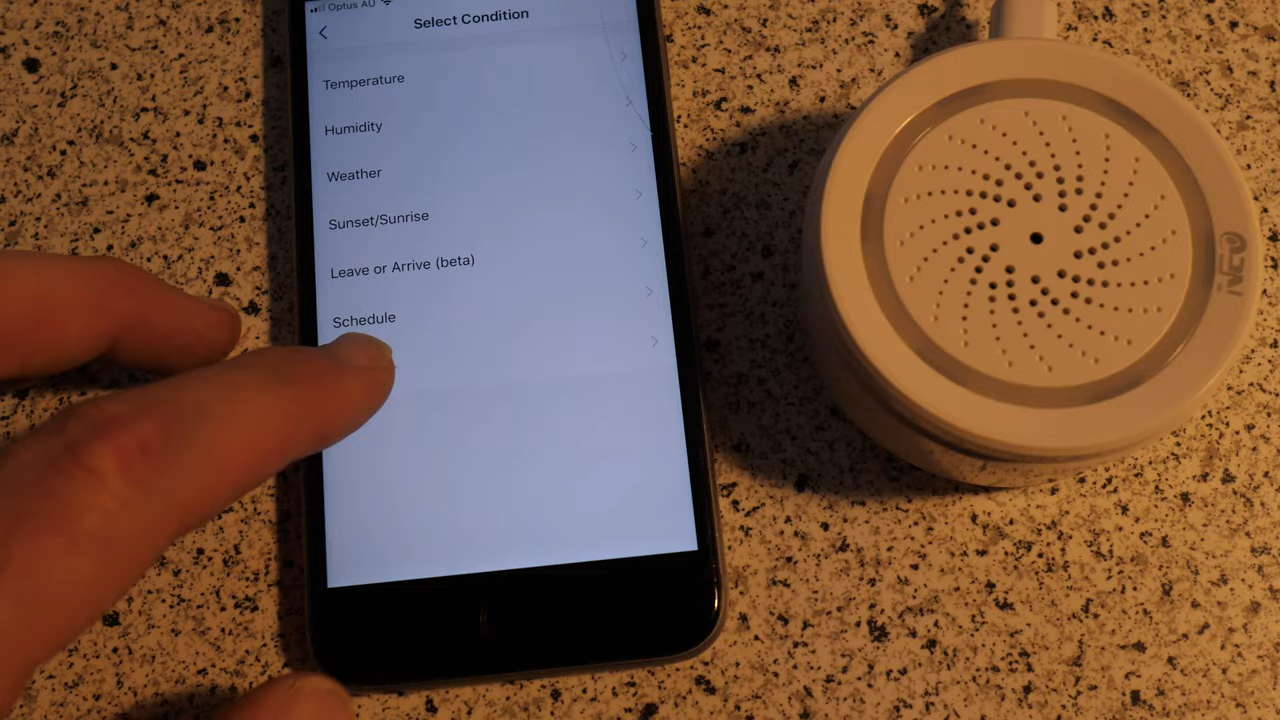 Optus AU
Select Condition
Temperature
Humidity
Weather
Sunset/Sunrise
Leave or Arrive (beta)
Schedule